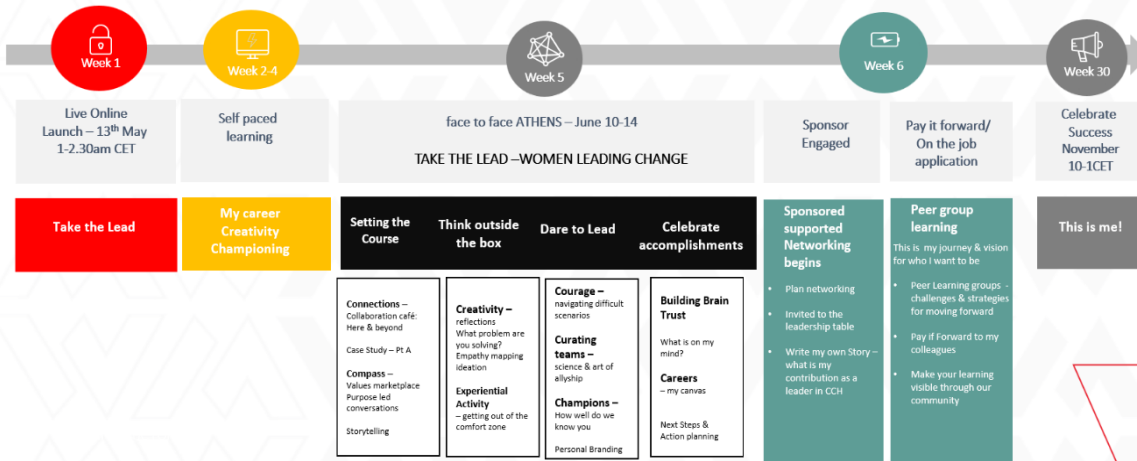 Week 1
Week 2-4
Week 5
Week 6
Week 30
Live Online
Launch – 13th May
1-2.30am CET
Self paced
learning
face to face ATHENS – June 10-14
TAKE THE LEAD –WOMEN LEADING CHANGE
Sponsor
Engaged
Pay it forward/
On the job
application
Celebrate
Success
November
10-1CET
Take the Lead
My career
Creativity
Championing
Setting the
Course
Think outside
the box
Dare to Lead
Celebrate
accomplishments
Connections –
Collaboration café:
Here & beyond
Case Study – Pt A
Compass –
Values marketplace
Purpose led
conversations
Storytelling
Creativity –
reflections
What problem are
you solving?
Empathy mapping
ideation
Experiential
Activity
– getting out of the
comfort zone
Courage –
navigating difficult
scenarios
Curating
teams –
science & art of
allyship
Champions –
How well do we
know you
Personal Branding
Building Brain
Trust
What is on my
mind?
Careers
– my canvas
Next Steps &
Action planning
Sponsored
supported
Networking
begins
• Plan networking
• Invited to the
leadership table
• Write my own Story –
what is my
contribution as a
leader in CCH
Peer group
learning
This is my journey & vision
for who I want to be
• Peer Learning groups -
challenges & strategies
for moving forward
• Pay if Forward to my
colleagues
• Make your learning
visible through our
community
This is me!